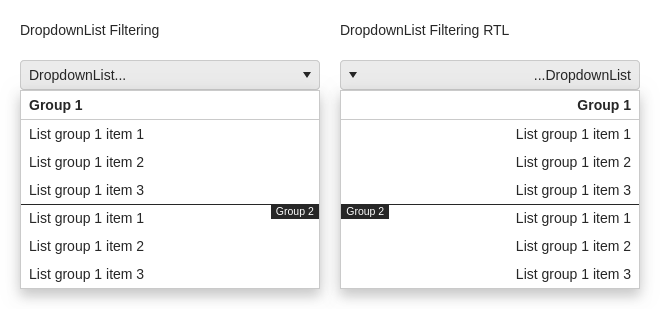 DropdownList Filtering
DropdownList...
Group 1
List group 1 item 1
List group 1 item 2
List group 1 item 3
Group 2
List group 1 item 1
List group 1 item 2
List group 1 item 3
DropdownList Filtering RTL
...DropdownList
Group 1
List group 1 item 1
List group 1 item 2
List group 1 item 3
Group 2
List group 1 item 1
List group 1 item 2
List group 1 item 3